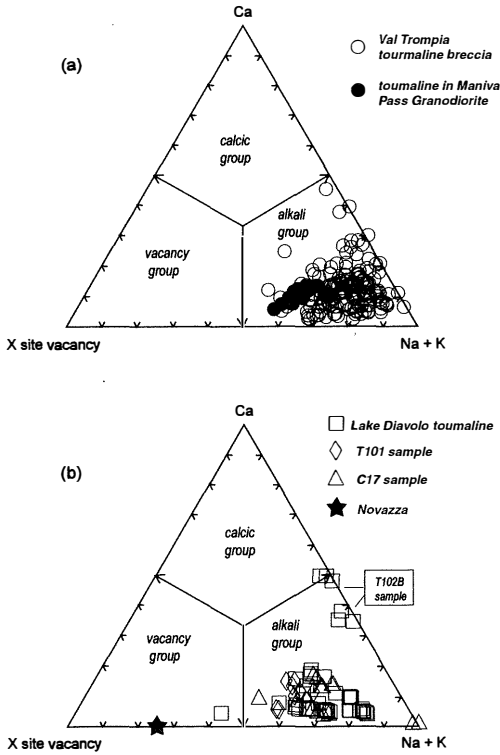 Ca
(a)
Val Trompia
tourmaline breccia
toumaline in Maniva
Pass Granodiorite
calcic
group
alkali
group
vacancy
group
X site vacancy
Na + K
Ca
(b)
Lake Diavolo toumaline
T101 sample
C17 sample
Novazza
calcic
group
T102B
sample
vacancy
group
alkali
group
X site vacancy
Na + K